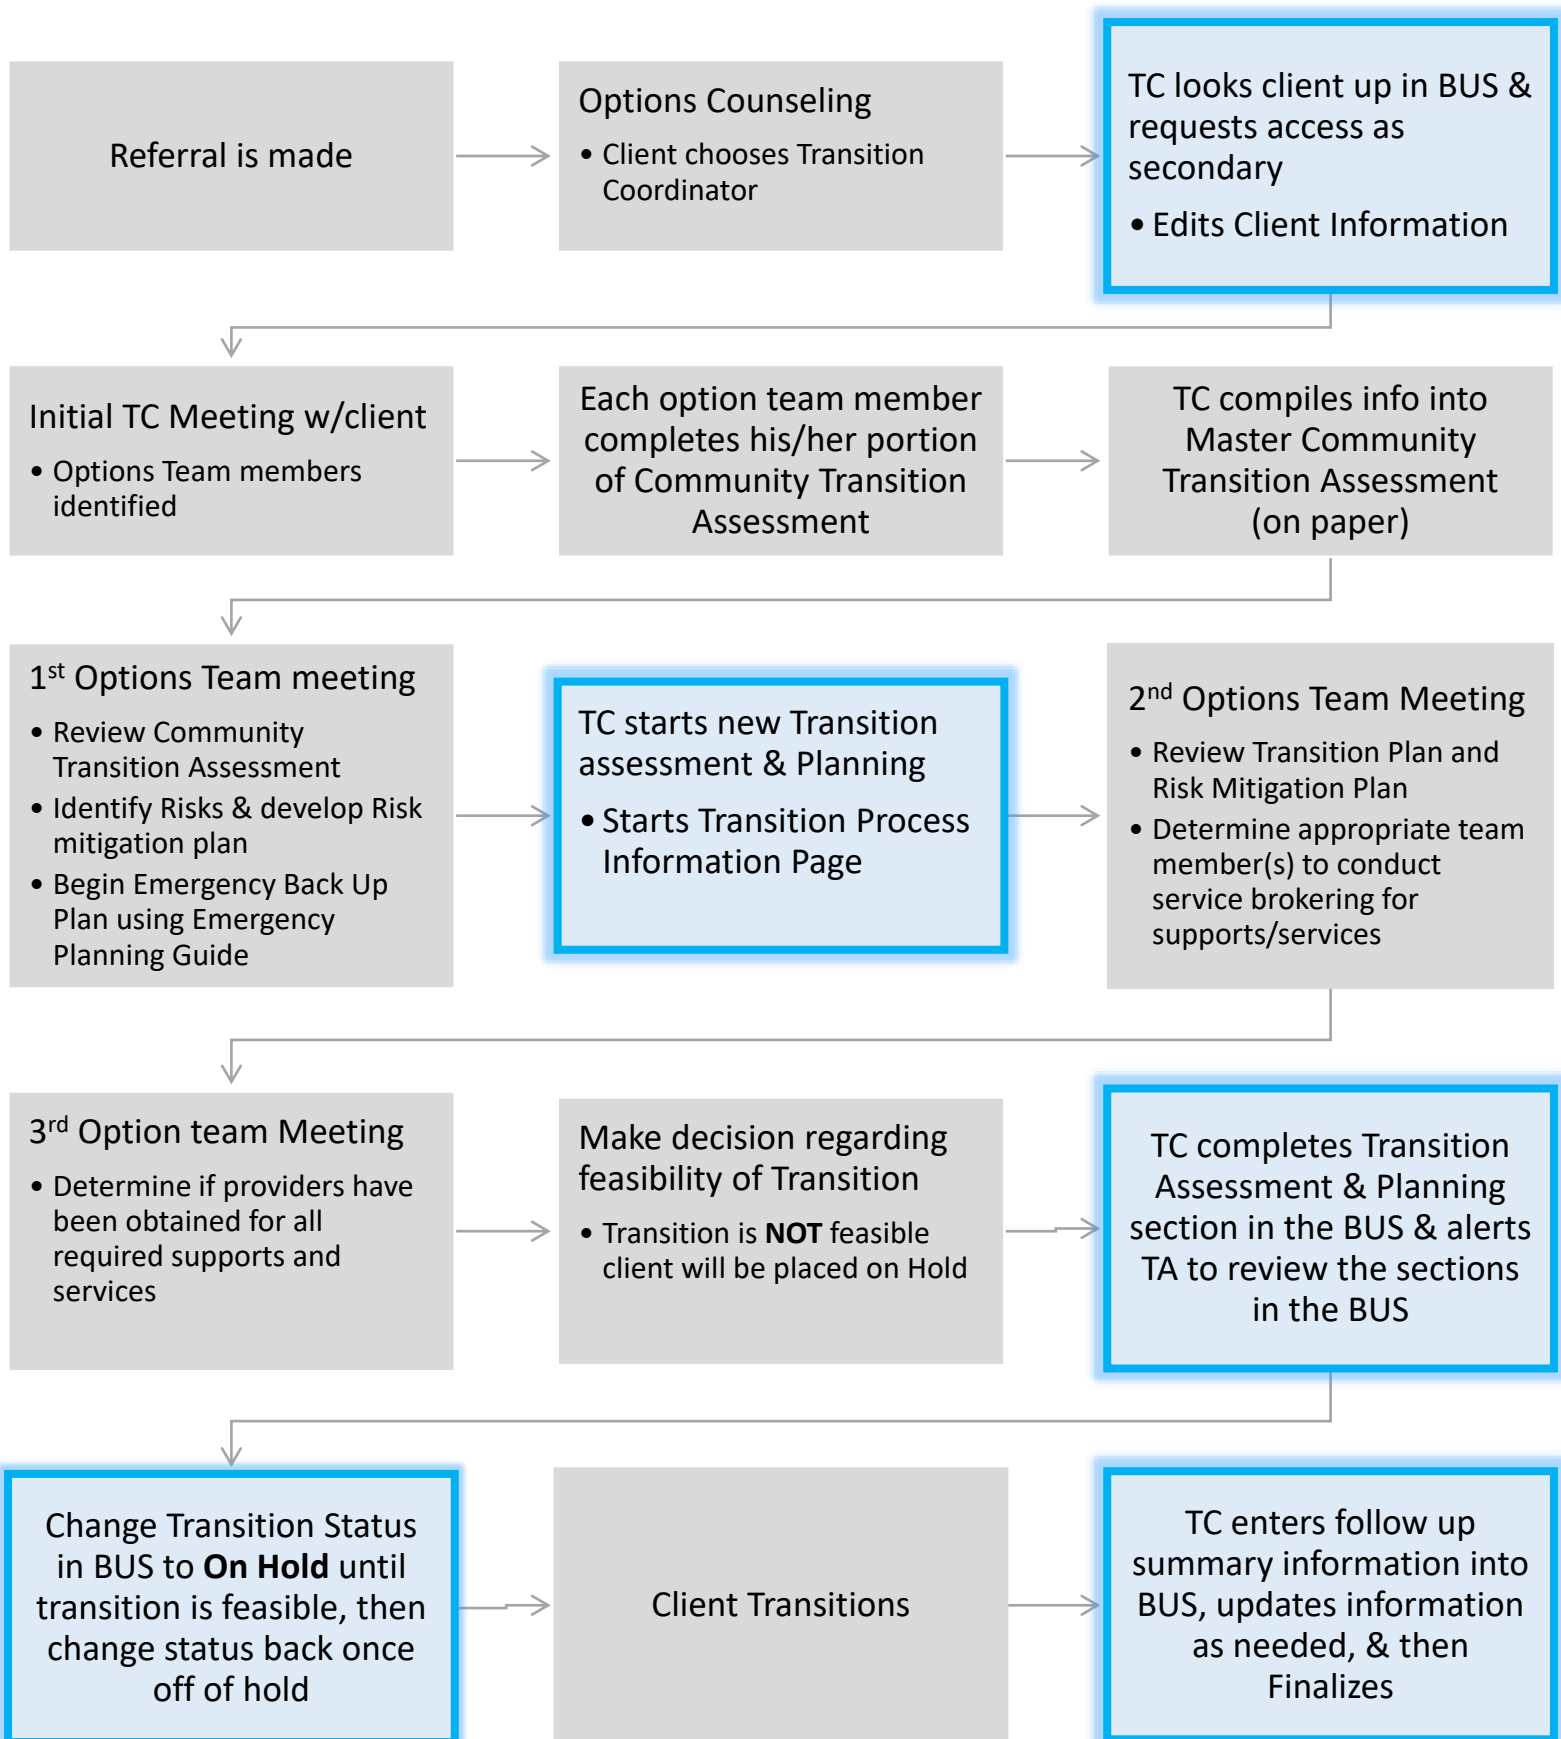 Referral is made
Options Counseling
• Client chooses Transition
Coordinator
TC looks client up in BUS &
requests access as
secondary
• Edits Client Information
Initial TC Meeting w/client
• Options Team members
identified
Each option team member
completes his/her portion
of Community Transition
Assessment
TC compiles info into
Master Community
Transition Assessment
(on paper)
1st Options Team meeting
• Review Community
Transition Assessment
• Identify Risks & develop Risk
mitigation plan
• Begin Emergency Back Up
Plan using Emergency
Planning Guide
TC starts new Transition
assessment & Planning
• Starts Transition Process
Information Page
2nd Options Team Meeting
• Review Transition Plan and
Risk Mitigation Plan
• Determine appropriate team
member(s) to conduct
service brokering for
supports/services
3rd Option team Meeting
• Determine if providers have
been obtained for all
required supports and
services
Make decision regarding
feasibility of Transition
• Transition is NOT feasible
client will be placed on Hold
TC completes Transition
Assessment & Planning
section in the BUS & alerts
TA to review the sections
in the BUS
Change Transition Status
in BUS to On Hold until
transition is feasible, then
change status back once
off of hold
Client Transitions
TC enters follow up
summary information into
BUS, updates information
as needed, & then
Finalizes